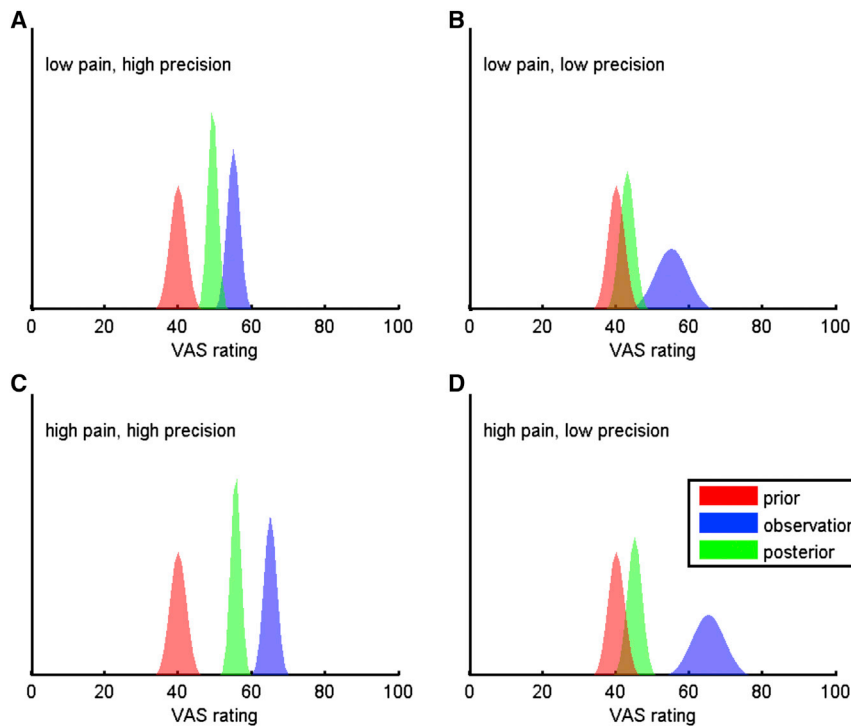 A
low pain, high precision
0 20 40 60 80 100
VAS rating
B
low pain, low precision
0 20 40 60 80 100
VAS rating
C
high pain, high precision
0 20 40 60 80 100
VAS rating
D
high pain, low precision
prior
observation
posterior
0 20 40 60 80 100
VAS rating